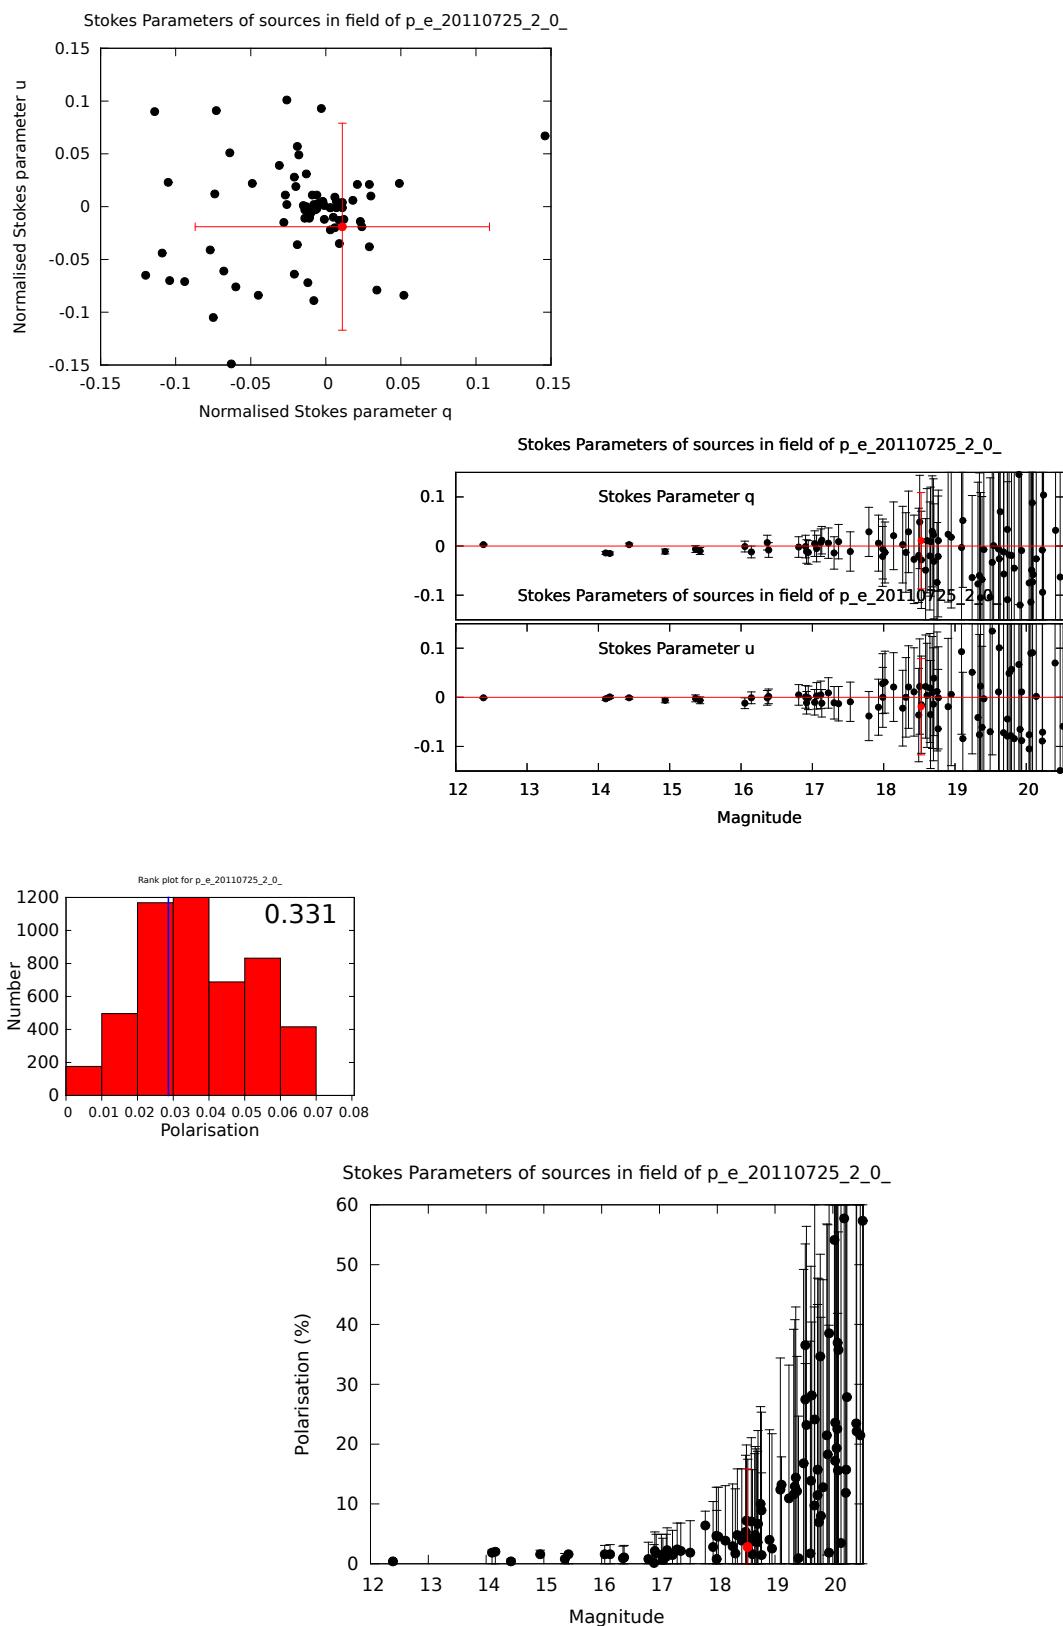 Stokes Parameters of sources in field of p_e_20110725_2_0_
0.15
0.1
0.05
0
-0.05
-0.1
-0.15
Normalised Stokes parameter u
-0.15 -0.1 -0.05 0 0.05 0.1 0.15
Normalised Stokes parameter q
Stokes Parameters of sources in field of p_e_20110725_2_0_
Stokes Parameter q
0.1
0
-0.1
Stokes Parameters of sources in field of p_e_20110725_2_0_
Stokes Parameter u
0.1
0
-0.1
12 13 14 15 16 17 18 19 20
Magnitude
Rank plot for p_e_20110725_2_0_
0.331
1200
1000
800
600
400
200
0
Number
0 0.01 0.02 0.03 0.04 0.05 0.06 0.07 0.08
Polarisation
Stokes Parameters of sources in field of p_e_20110725_2_0_
60
50
40
30
20
10
0
Polarisation (%)
12 13 14 15 16 17 18 19 20
Magnitude